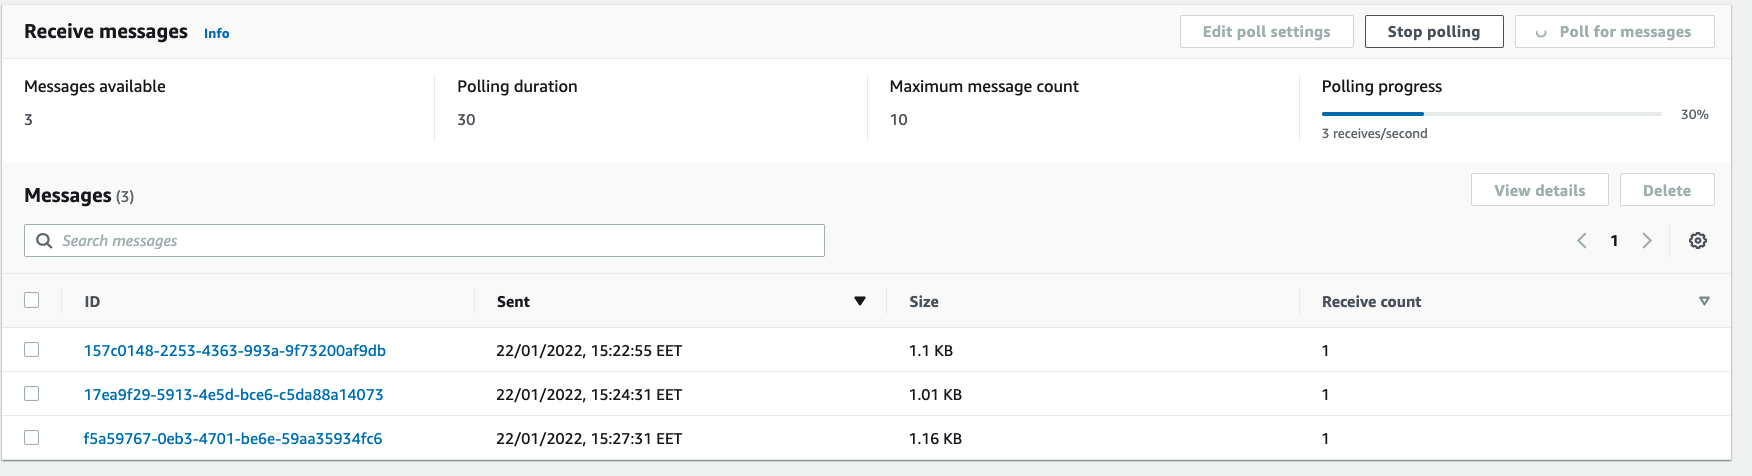 Receive messages Info Edit poll settings Stop polling Poll for messages
Messages available Polling duration Maximum message count Polling progress
3 30 10 30%
3 receives/second
Messages (3) View details Delete
Search messages 1
ID Sent Size Receive count
157c0148-2253-4363-993a-9f73200af9db 22/01/2022, 15:22:55 EET 1.1 KB 1
17ea9f29-5913-4e5d-bce6-c5da88a14073 22/01/2022, 15:24:31 EET 1.01 KB 1
f5a59767-0eb3-4701-be6e-59aa35934fc6 22/01/2022, 15:27:31 EET 1.16 KB 1